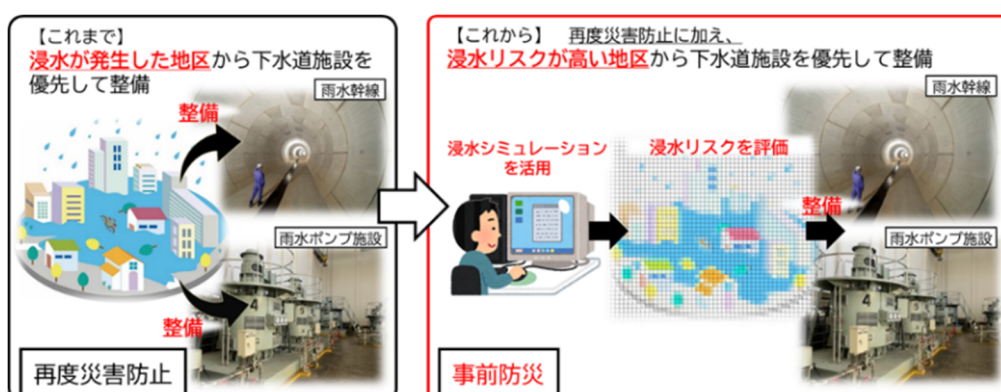 【これまで】
浸水が発生した地区から下水道施設を
優先して整備
雨水幹線
整備
雨水ポンプ施設
4
整備
再度災害防止
【これから】 再度災害防止に加え、
浸水リスクが高い地区から下水道施設を優先して整備
雨水幹線
浸水シミュレーション
を活用
浸水リスクを評価
整備
雨水ポンプ施設
4
事前防災